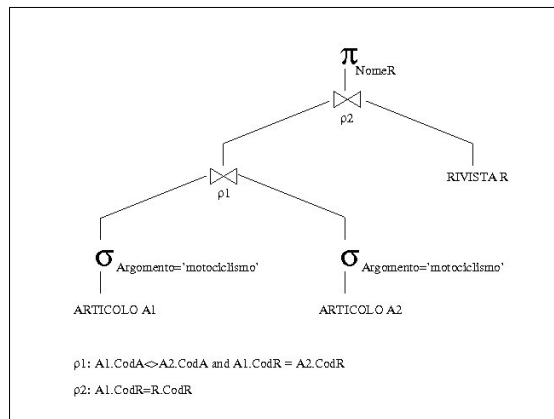 π NomeR
ρ2
RIVISTA R
ρ1
σ Argomento='motociclismo'
σ Argomento='motociclismo'
ARTICOLO A1
ARTICOLO A2
ρ1: A1.CodA<>A2.CodA and A1.CodR = A2.CodR
ρ2: A1.CodR=R.CodR